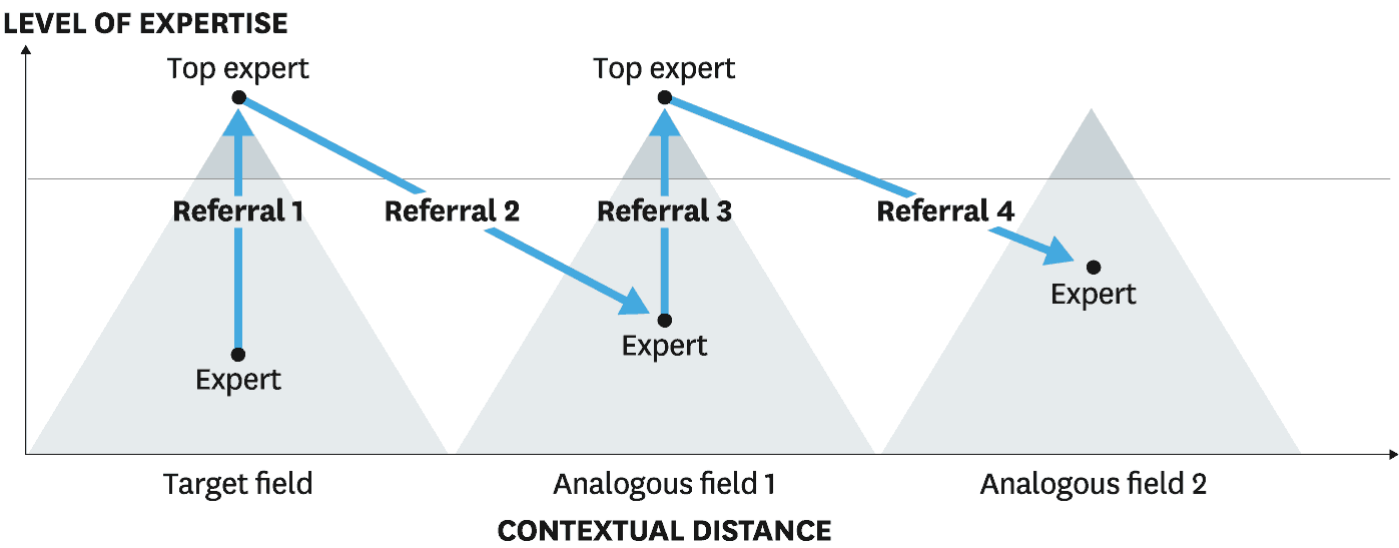 LEVEL OF EXPERTISE
Top expert
Top expert
Referral 1
Referral 2
Referral 3
Referral 4
Expert
Expert
Expert
Target field
Analogous field 1
Analogous field 2
CONTEXTUAL DISTANCE